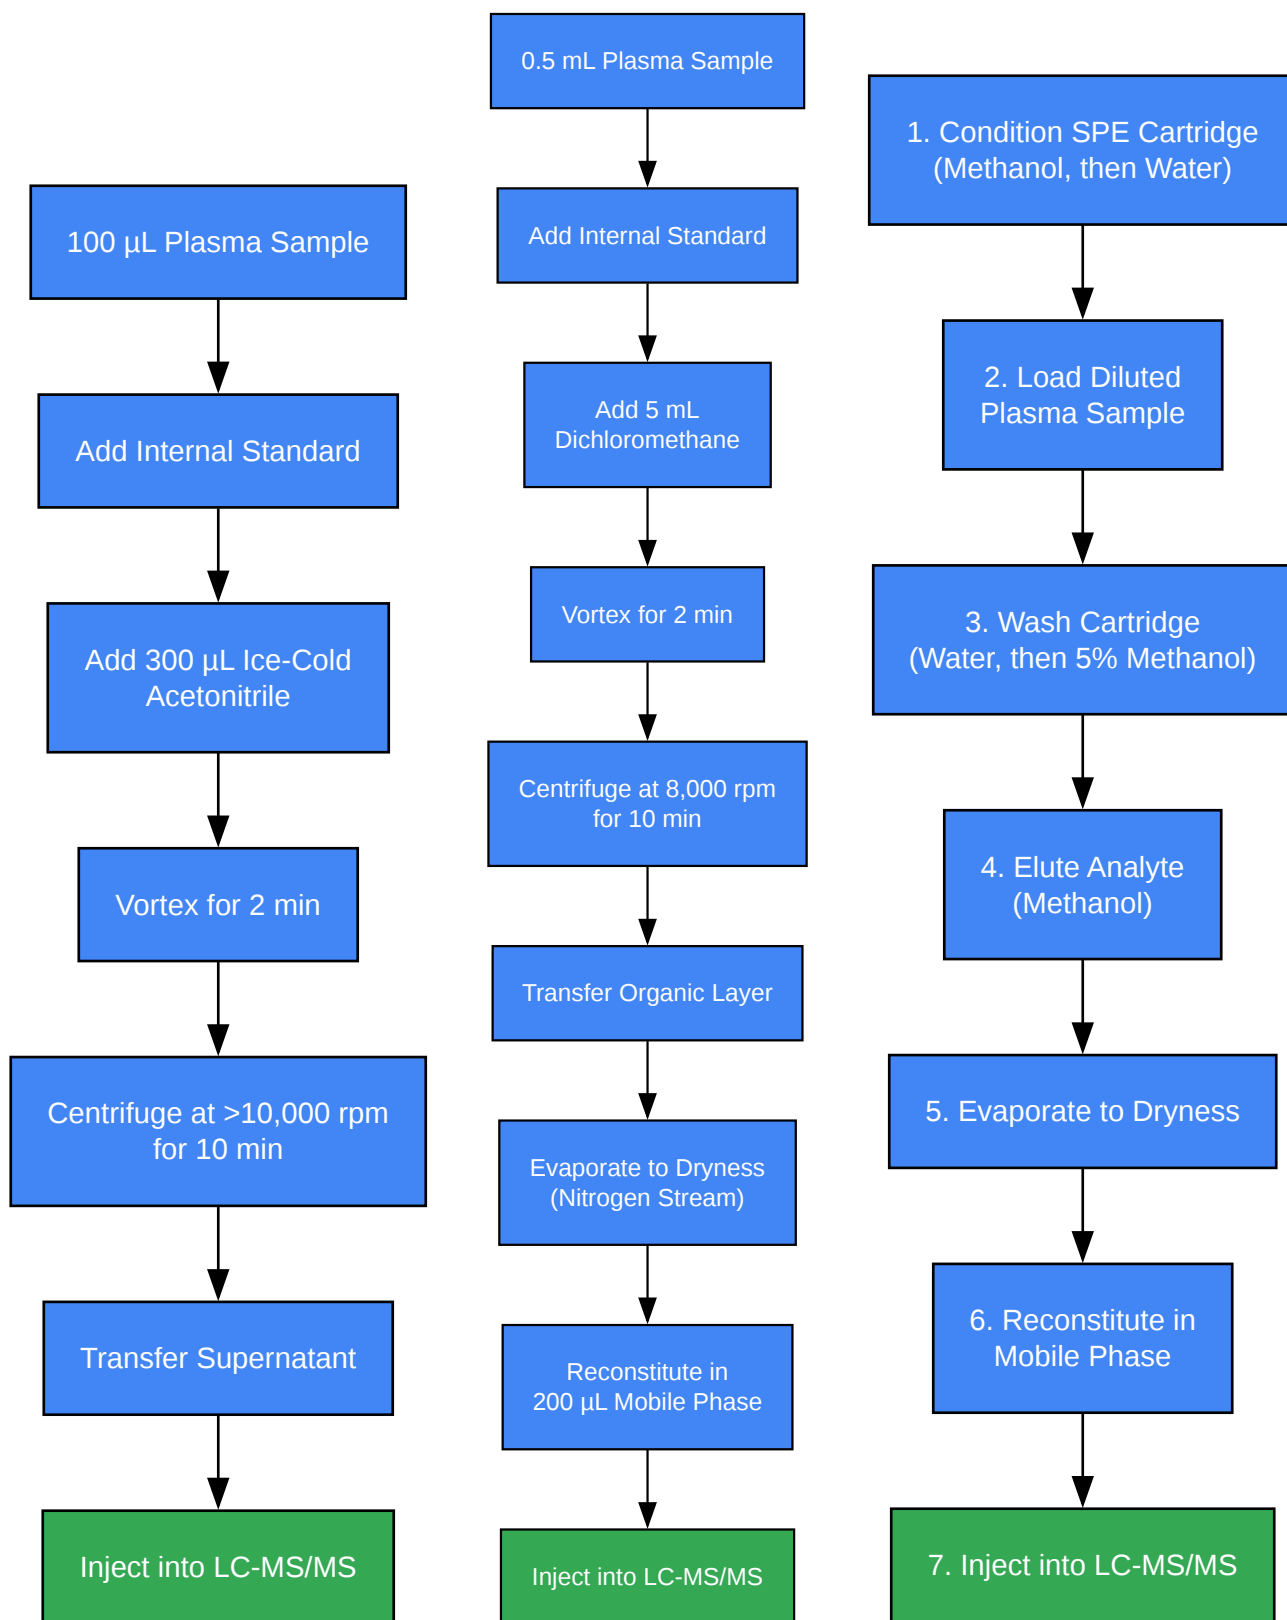 100 µL Plasma Sample
Add Internal Standard
Add 300 µL Ice-Cold
Acetonitrile
Vortex for 2 min
Centrifuge at >10,000 rpm
for 10 min
Transfer Supernatant
Inject into LC-MS/MS
0.5 mL Plasma Sample
Add Internal Standard
Add 5 mL
Dichloromethane
Vortex for 2 min
Centrifuge at 8,000 rpm
for 10 min
Transfer Organic Layer
Evaporate to Dryness
(Nitrogen Stream)
Reconstitute in
200 µL Mobile Phase
Inject into LC-MS/MS
1. Condition SPE Cartridge
(Methanol, then Water)
2. Load Diluted
Plasma Sample
3. Wash Cartridge
(Water, then 5% Methanol)
4. Elute Analyte
(Methanol)
5. Evaporate to Dryness
6. Reconstitute in
Mobile Phase
7. Inject into LC-MS/MS